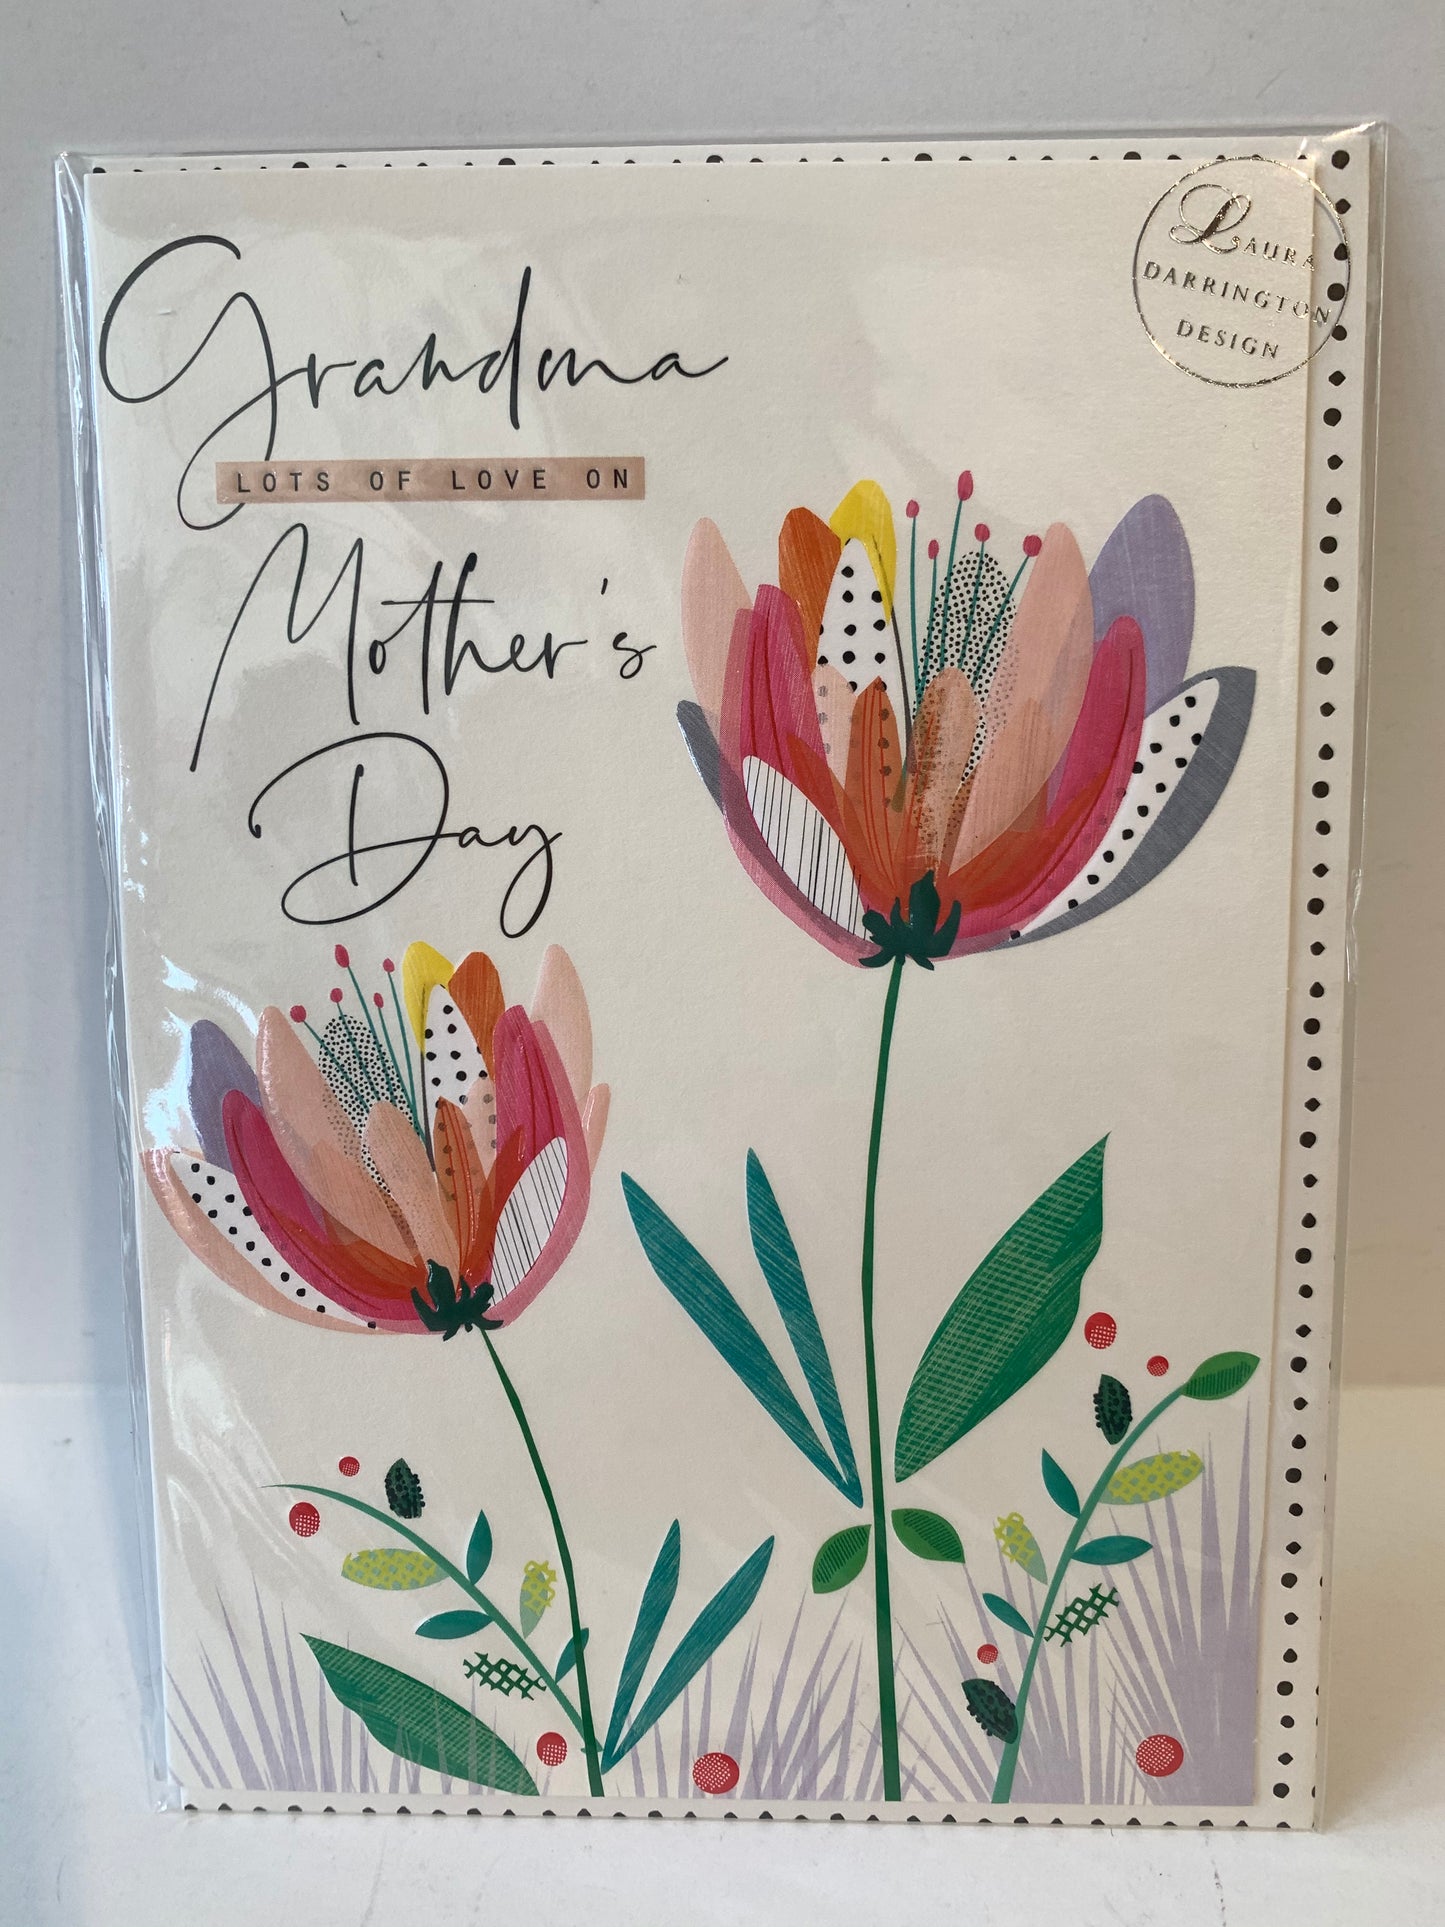 Grandma
LOTS OF LOVE ON
Mother's
Day
LAURA
DARRINGTON
DESIGN